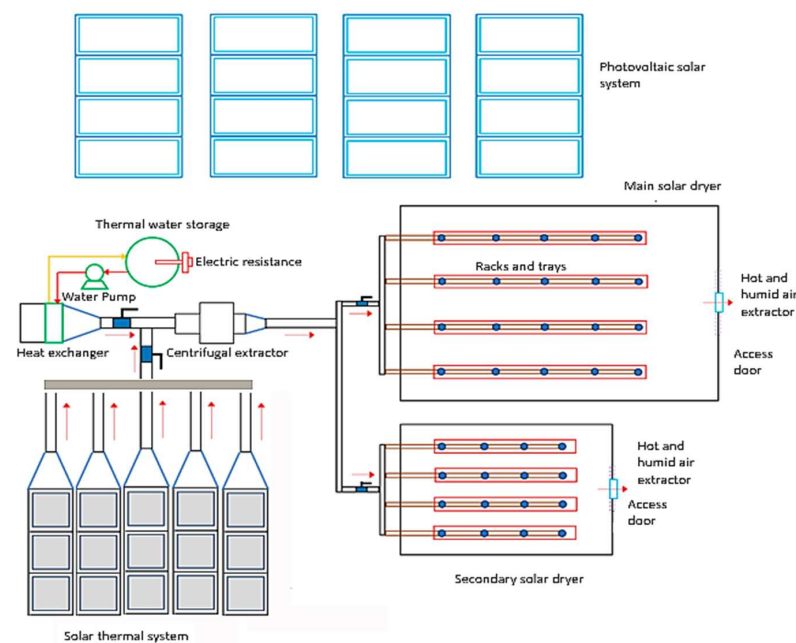 Photovoltaic solar
system
Main solar dryer
Thermal water storage
Electric resistance
Racks and trays
Water Pump
Hot and
humid air
extractor
Heat exchanger
Centrifugal extractor
Access
door
Hot and
humid air
extractor
Access
door
Secondary solar dryer
Solar thermal system